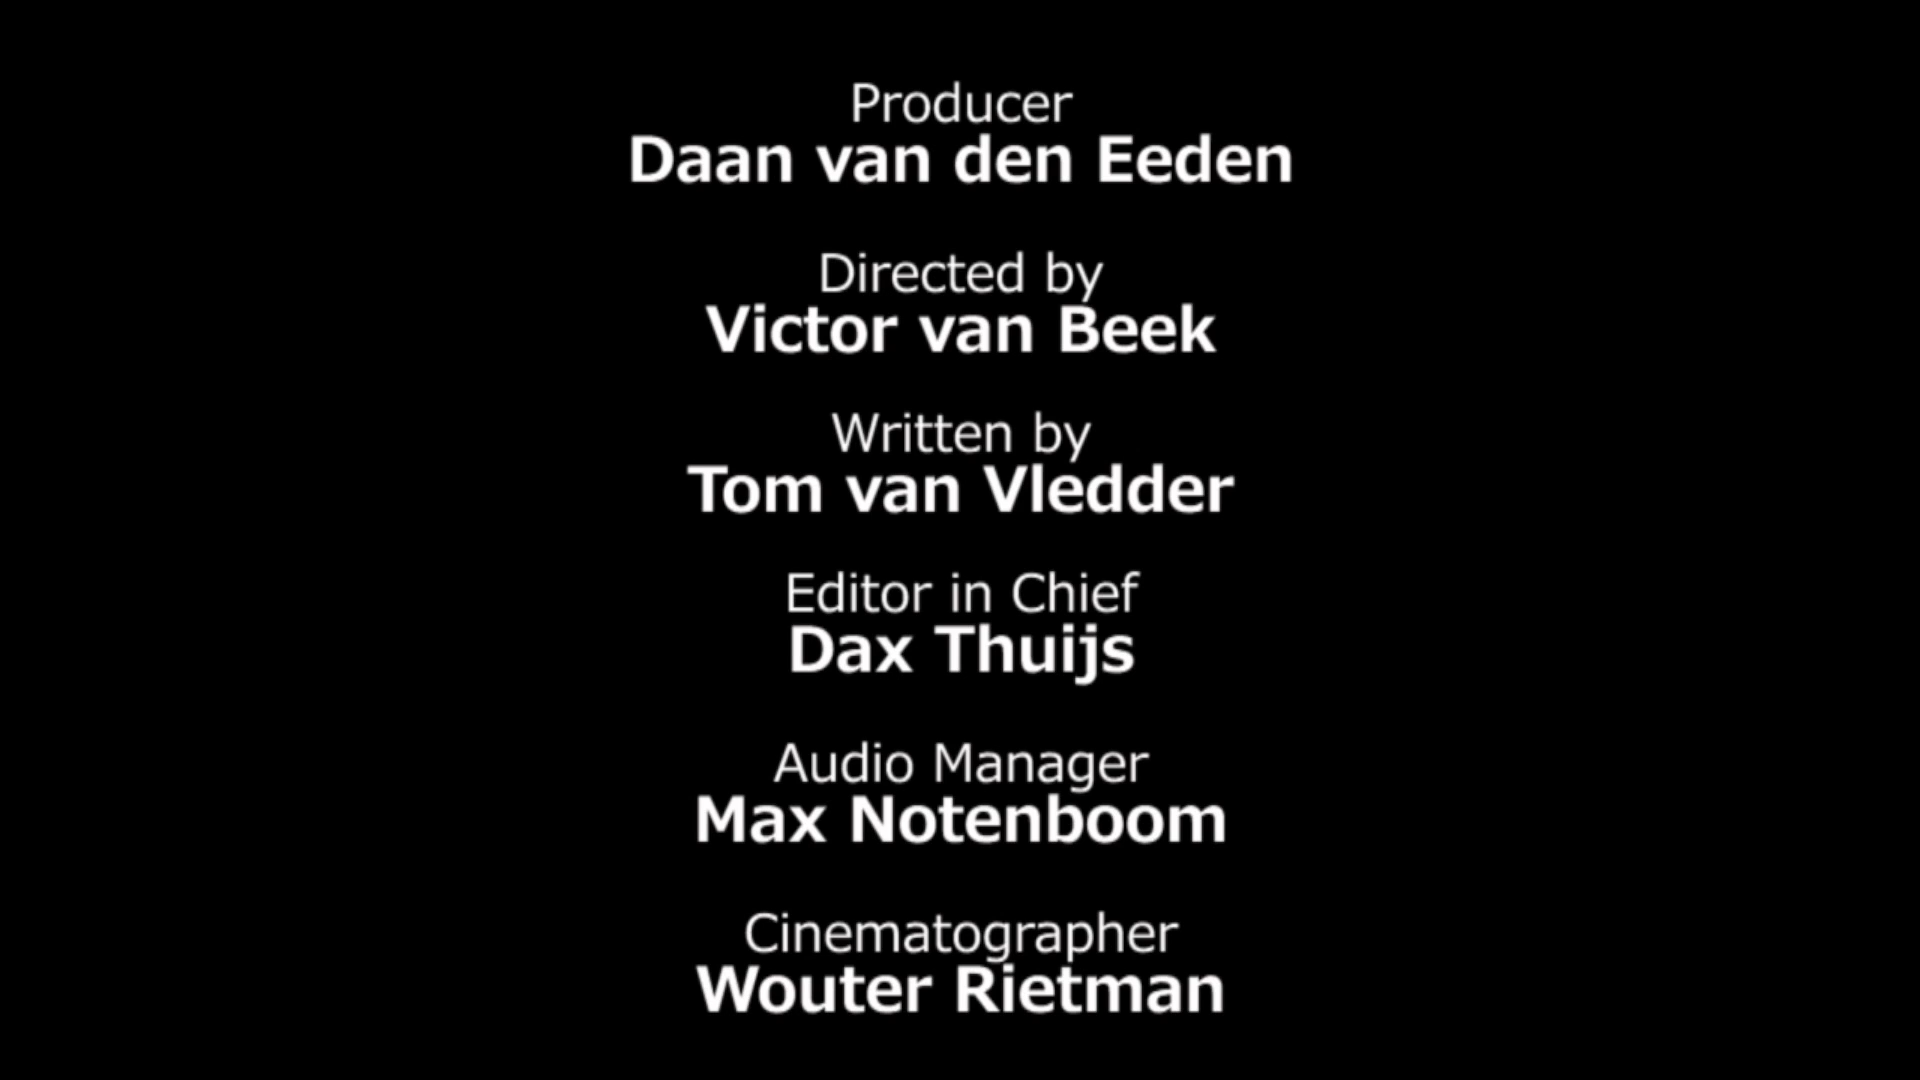 Producer
Daan van den Eeden
Directed by
Victor van Beek
Written by
Tom van Vledder
Editor in Chief
Dax Thuijs
Audio Manager
Max Notenboom
Cinematographer
Wouter Rietman